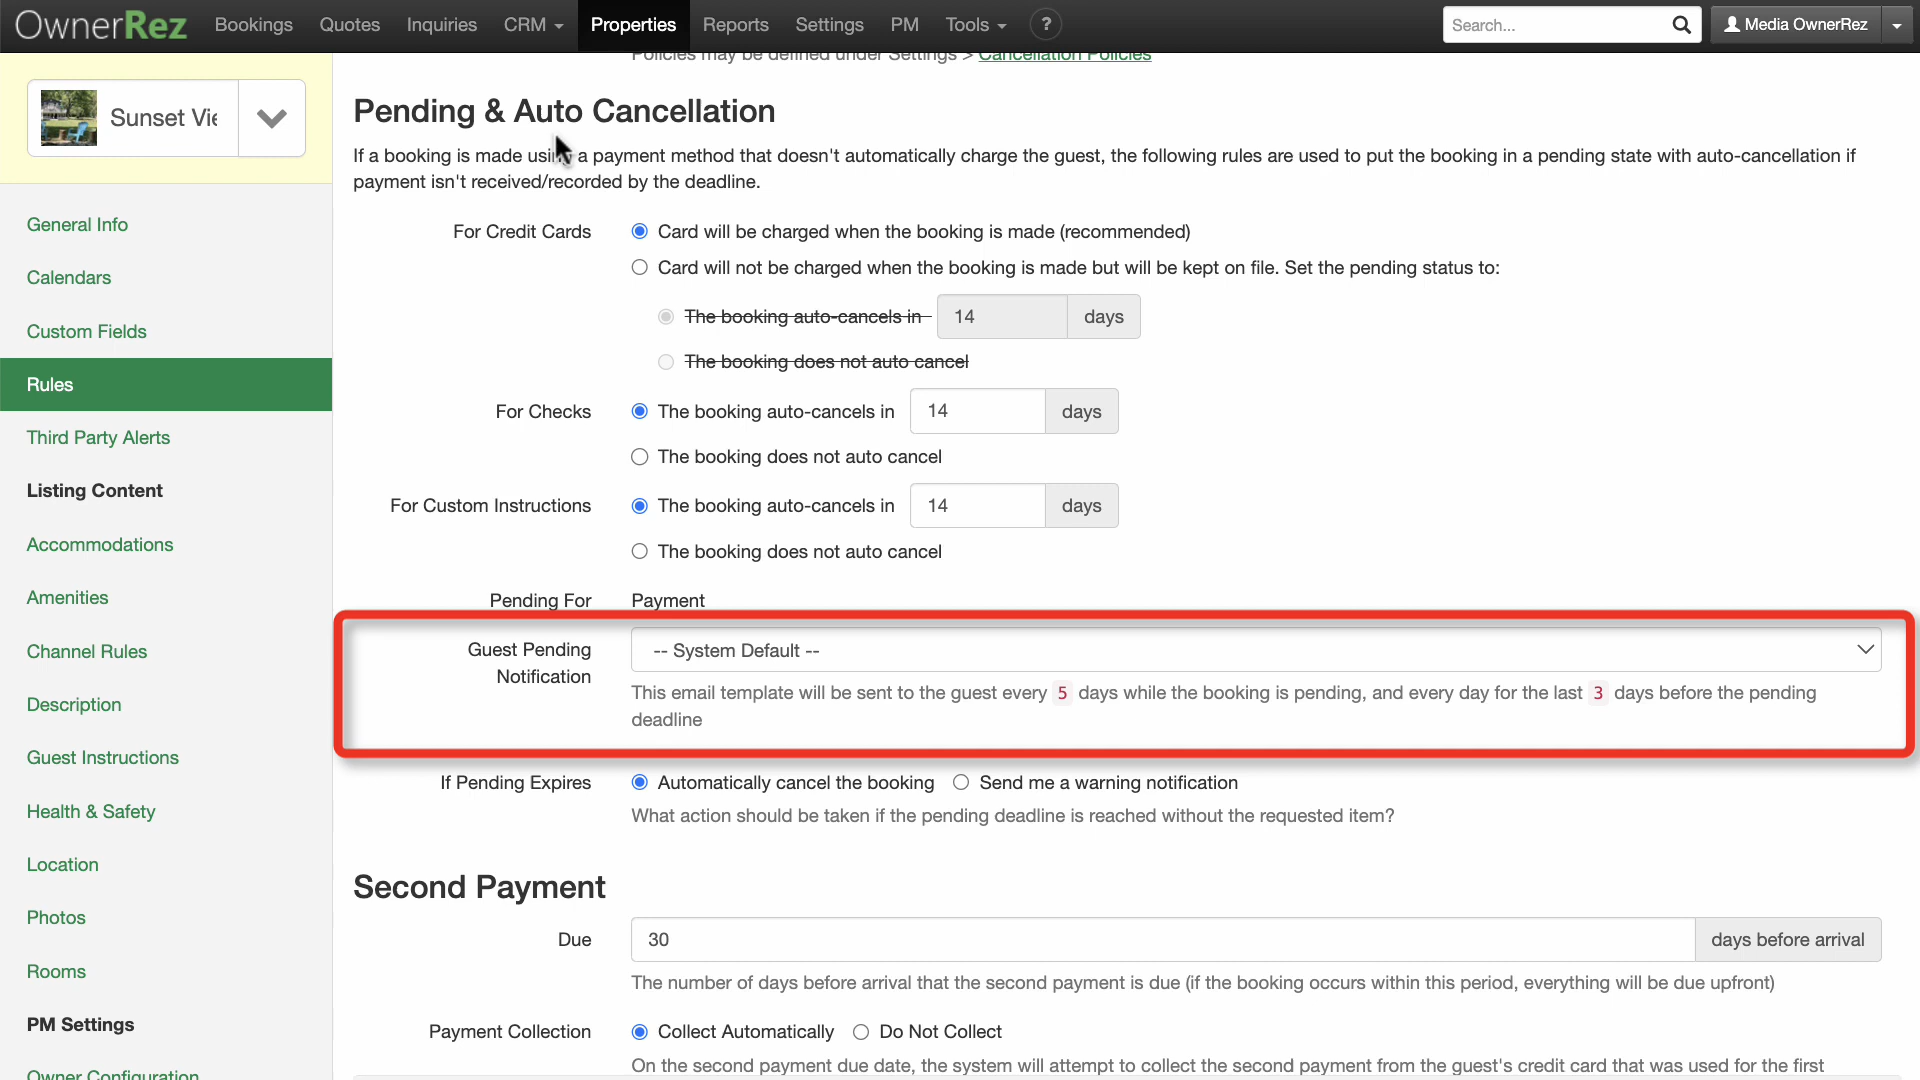 OwnerRez Bookings Quotes Inquiries CRM Properties Reports Settings PM Tools ? Search... Media OwnerRez
Policies may be defined under Settings > Cancellation Policies
Sunset Vie
General Info
Calendars
Custom Fields
Rules
Third Party Alerts
Listing Content
Accommodations
Amenities
Channel Rules
Description
Guest Instructions
Health & Safety
Location
Photos
Rooms
PM Settings
Owner Configuration
Pending & Auto Cancellation
If a booking is made using a payment method that doesn't automatically charge the guest, the following rules are used to put the booking in a pending state with auto-cancellation if
payment isn't received/recorded by the deadline.
For Credit Cards Card will be charged when the booking is made (recommended)
Card will not be charged when the booking is made but will be kept on file. Set the pending status to:
The booking auto-cancels in 14 days
The booking does not auto cancel
For Checks The booking auto-cancels in 14 days
The booking does not auto cancel
For Custom Instructions The booking auto-cancels in 14 days
The booking does not auto cancel
Pending For Payment
Guest Pending
Notification
-- System Default --
This email template will be sent to the guest every 5 days while the booking is pending, and every day for the last 3 days before the pending
deadline
If Pending Expires Automatically cancel the booking Send me a warning notification
What action should be taken if the pending deadline is reached without the requested item?
Second Payment
Due 30 days before arrival
The number of days before arrival that the second payment is due (if the booking occurs within this period, everything will be due upfront)
Payment Collection Collect Automatically Do Not Collect
On the second payment due date, the system will attempt to collect the second payment from the guest's credit card that was used for the first